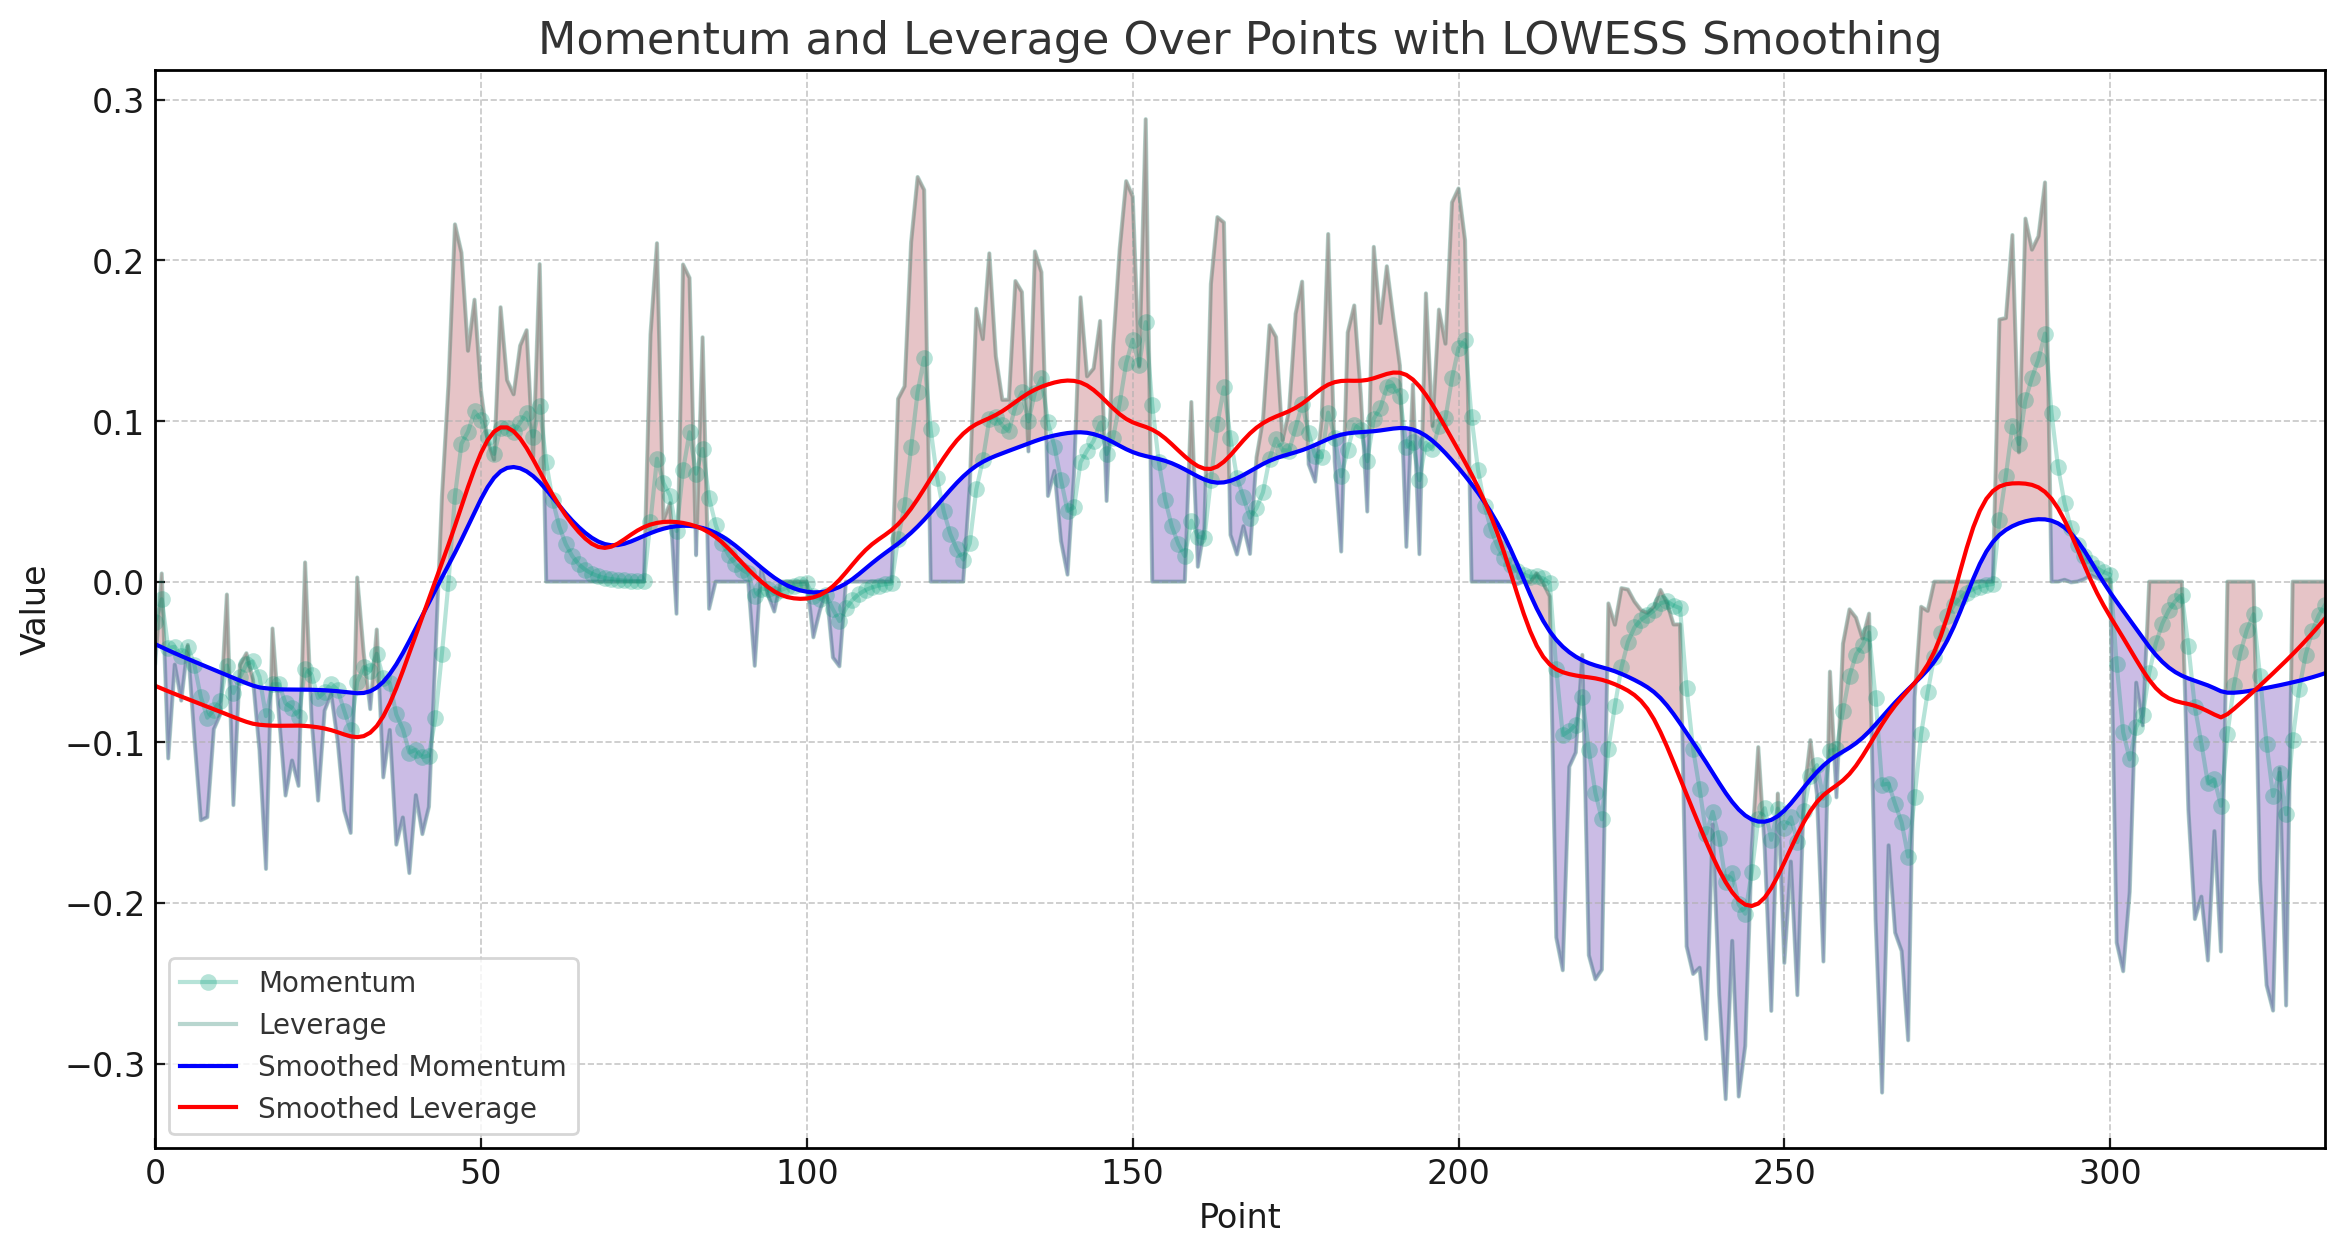 Momentum and Leverage Over Points with LOWESS Smoothing
0.3
0.2
0.1
0.0
−0.1
−0.2
−0.3
Value
Momentum
Leverage
Smoothed Momentum
Smoothed Leverage
0 50 100 150 200 250 300
Point